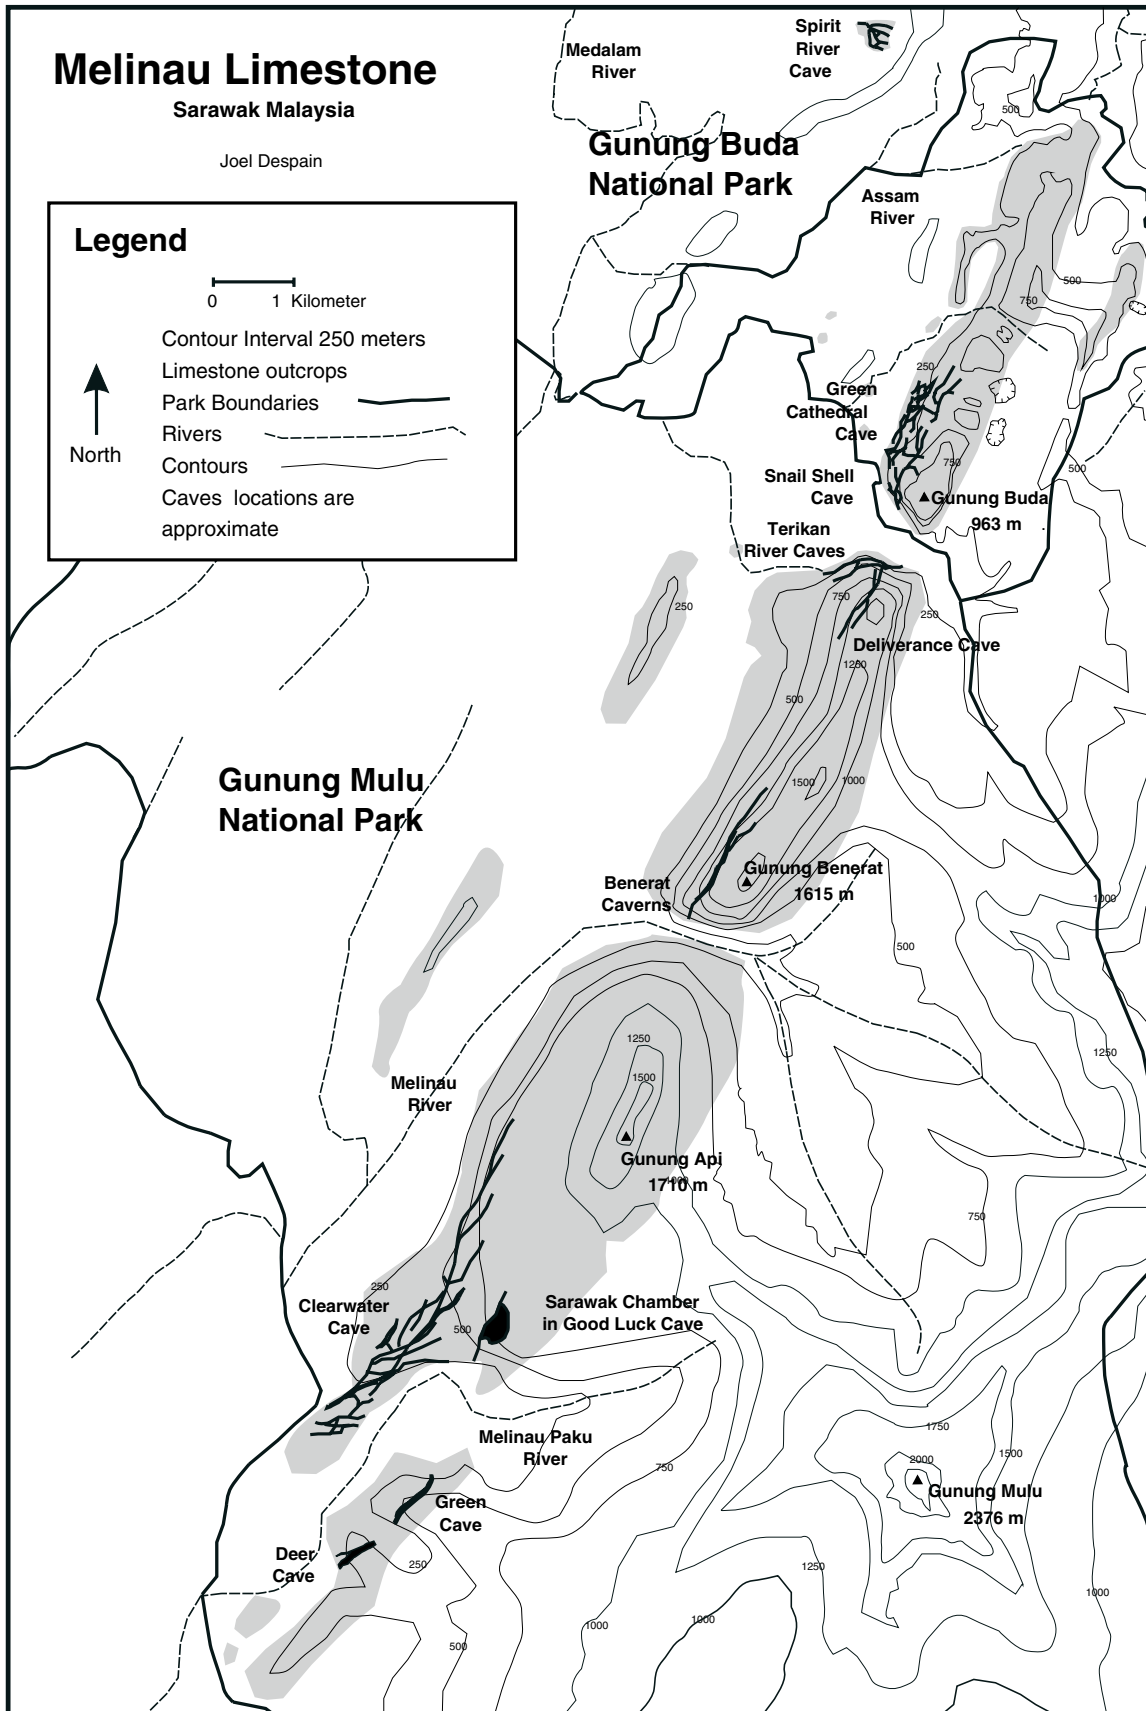 Melinau Limestone
Sarawak Malaysia
Joel Despain
Legend
0 1 Kilometer
Contour Interval 250 meters
Limestone outcrops
Park Boundaries
Rivers
Contours
Caves locations are
approximate
North
Spirit
River
Cave
Medalam
River
500
Gunung Buda
National Park
Assam
River
500
750
250
Green
Cathedral
Cave
750
500
Snail Shell
Cave
Gunung Buda
963 m
Terikan
River Caves
750
250
250
Deliverance Cave
1250
500
1500
1000
Gunung Mulu
National Park
Gunung Benerat
1615 m
Benerat
Caverns
1000
500
1250
1250
1500
Melinau
River
Gunung Api
1710 m
1000
750
250
Clearwater
Cave
500
Sarawak Chamber
in Good Luck Cave
1750
1500
2000
Melinau Paku
River
750
Gunung Mulu
2376 m
Green
Cave
Deer
Cave
250
1250
1000
1000
1000
500